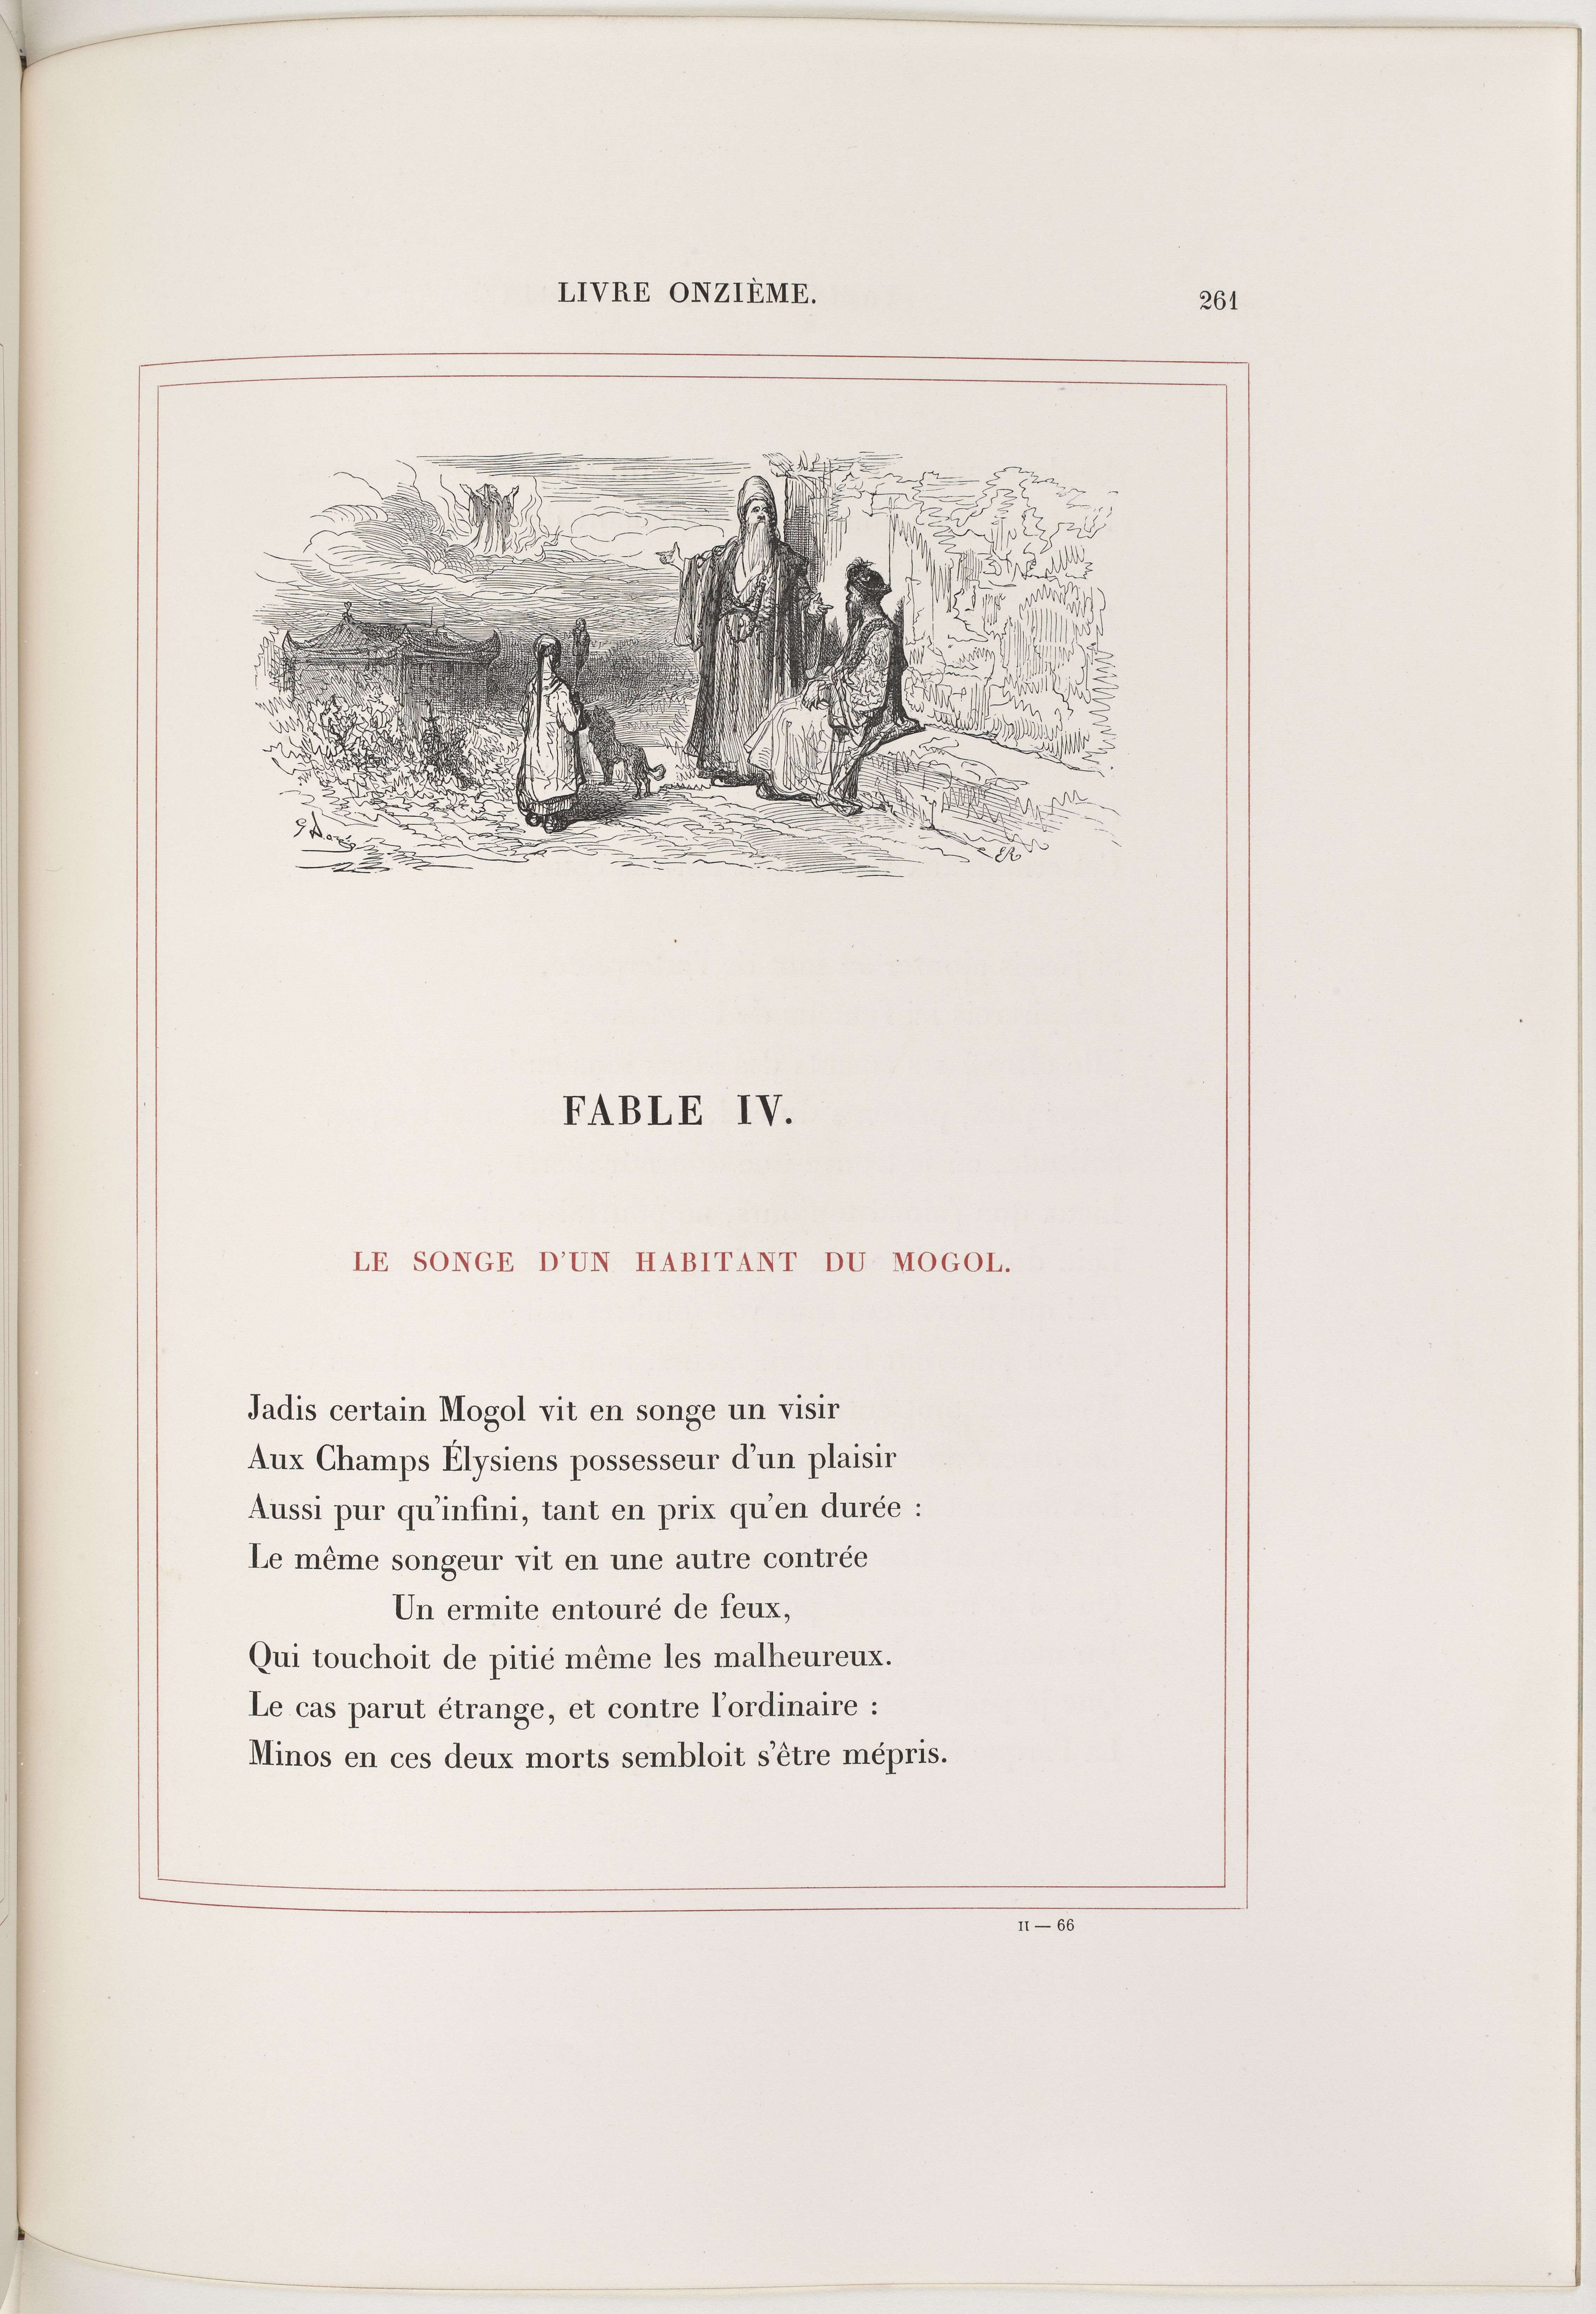 LIVRE ONZIÈME.
261
G Doré
ER
FABLE IV.
LE SONGE D'UN HABITANT DU MOGOL.
Jadis certain Mogol vit en songe un visir
Aux Champs Élysiens possesseur d'un plaisir
Aussi pur qu'infini, tant en prix qu'en durée :
Le même songeur vit en une autre contrée
Un ermite entouré de feux,
Qui touchoit de pitié même les malheureux.
Le cas parut étrange, et contre l'ordinaire :
Minos en ces deux morts sembloit s'être mépris.
II — 66